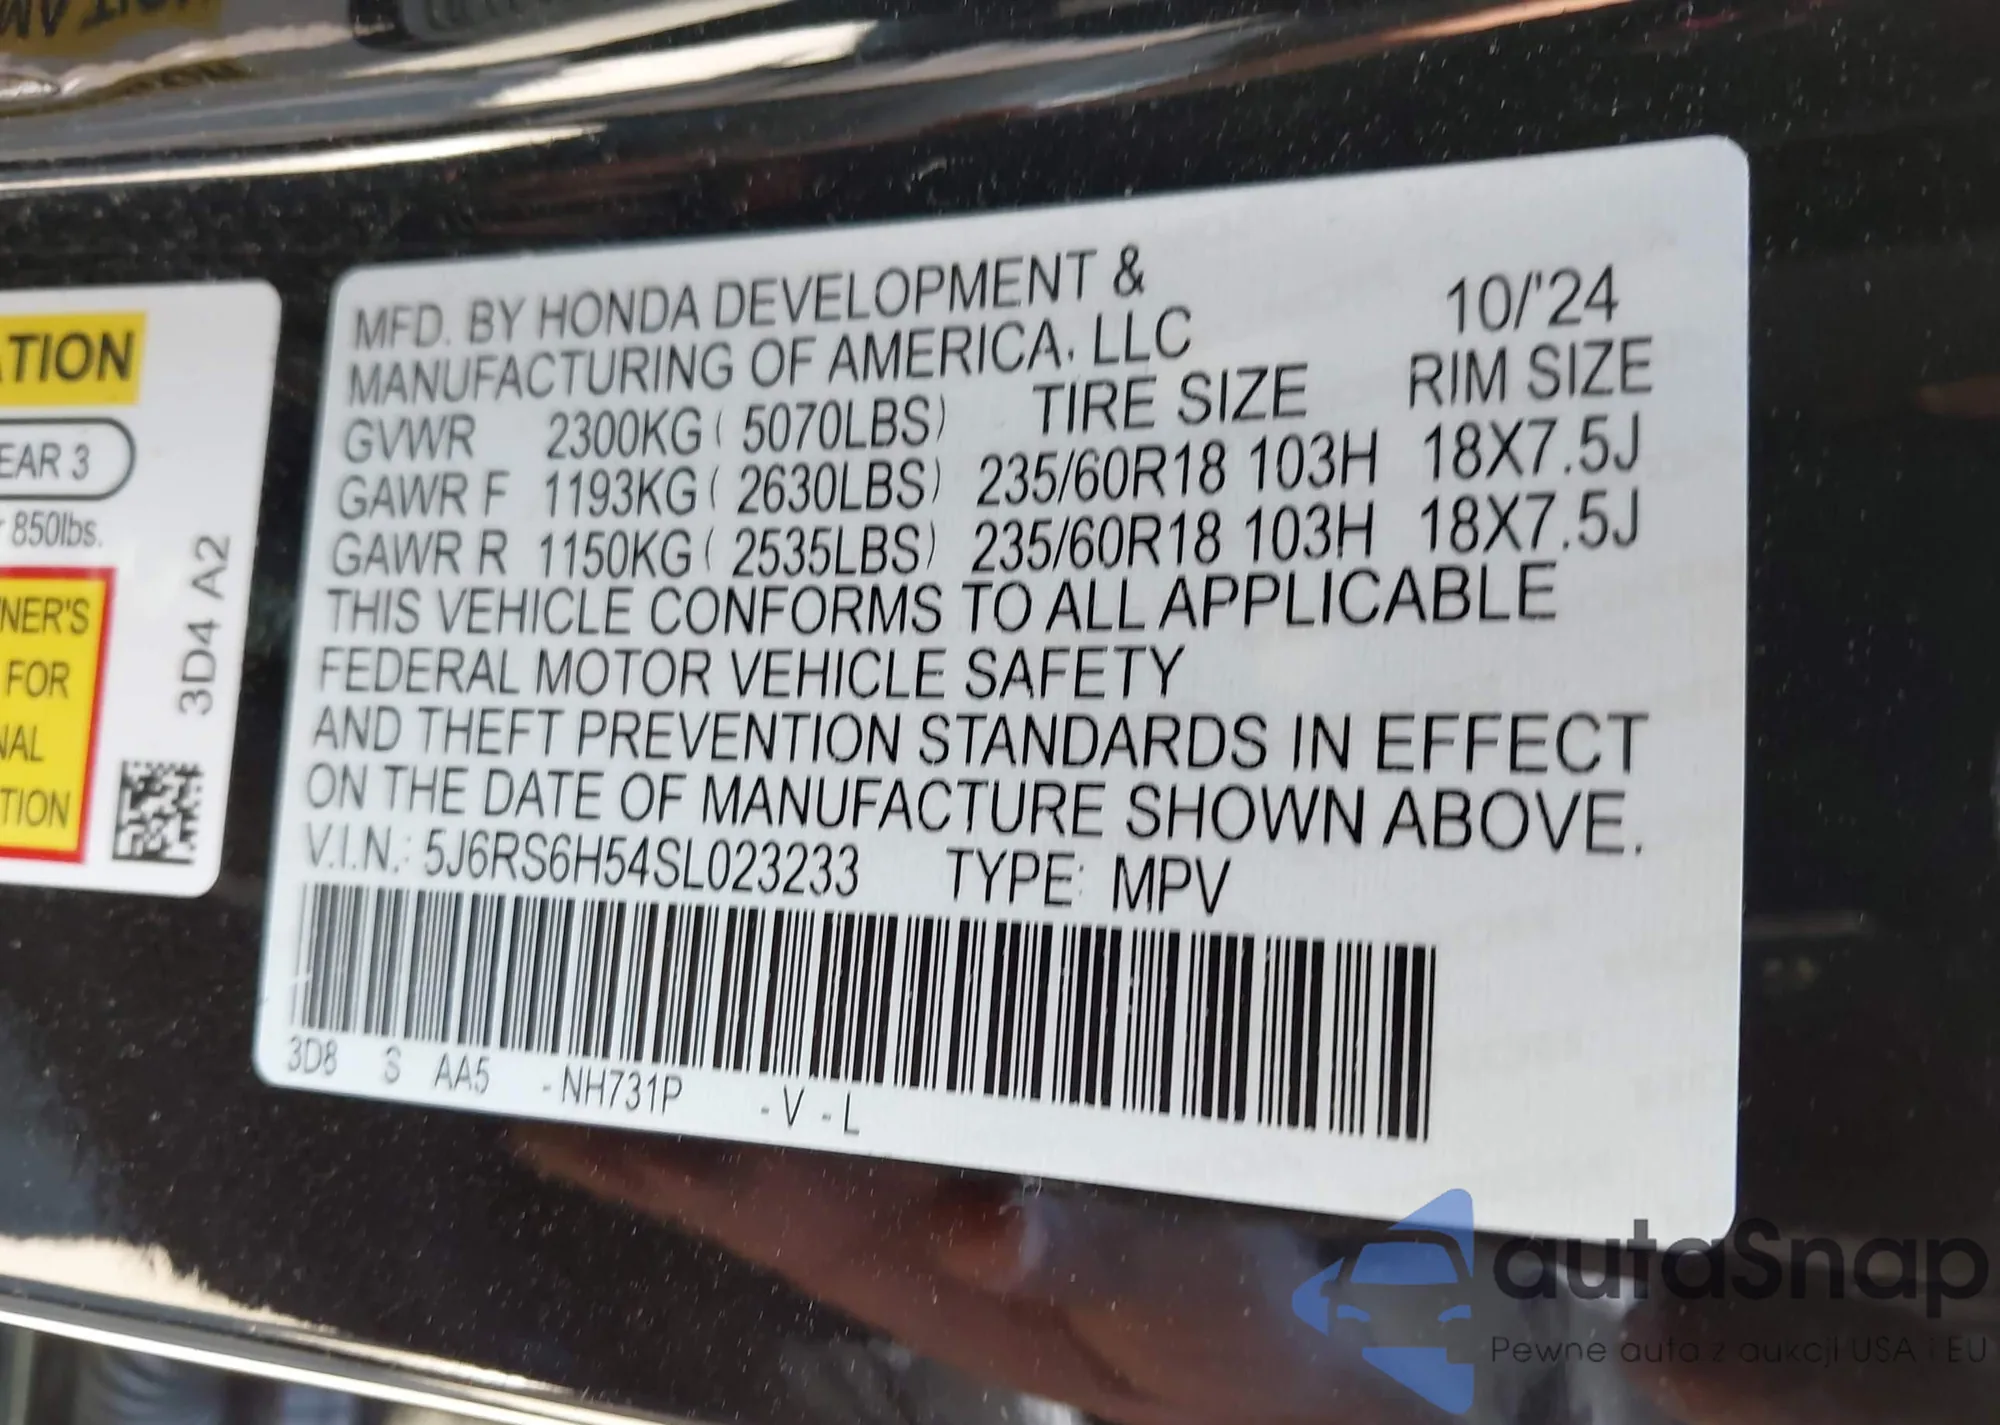 ATION
EAR 3
850lbs.
NER'S
FOR
NAL
TION
3D4 A2
MFD. BY HONDA DEVELOPMENT &
MANUFACTURING OF AMERICA, LLC
10/'24
TIRE SIZE RIM SIZE
GVWR 2300KG ( 5070LBS)
GAWR F 1193KG ( 2630LBS) 235/60R18 103H 18X7.5J
GAWR R 1150KG ( 2535LBS) 235/60R18 103H 18X7.5J
THIS VEHICLE CONFORMS TO ALL APPLICABLE
FEDERAL MOTOR VEHICLE SAFETY
AND THEFT PREVENTION STANDARDS IN EFFECT
ON THE DATE OF MANUFACTURE SHOWN ABOVE.
V.I.N.: 5J6RS6H54SL023233 TYPE: MPV
3D8 S AA5 -NH731P -V-L
autaSnap
Pewne auta z aukcji USA i EU